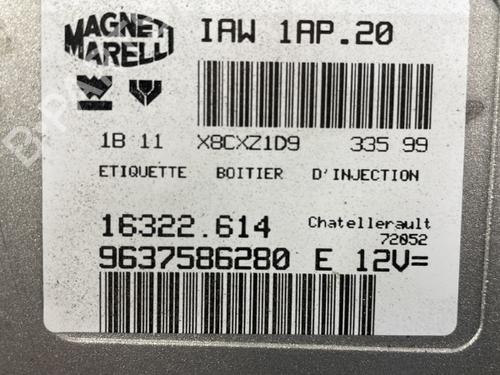 MAGNETI
MARELLI
IAW 1AP.20
1B 11 X8CXZ1D9 335 99
ETIQUETTE BOITIER D'INJECTION
16322.614 Chatellerault
72052
9637586280 E 12V=